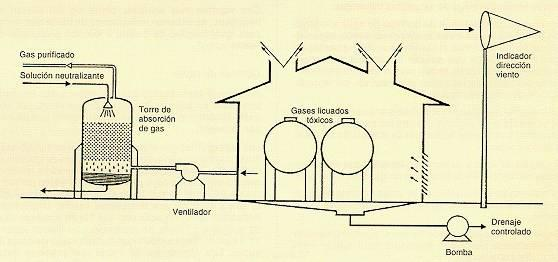 Gas purificado
Solución neutralizante
Torre de
absorción
de gas
Ventilador
Gases licuados
tóxicos
Indicador
dirección
viento
Drenaje
controlado
Bomba